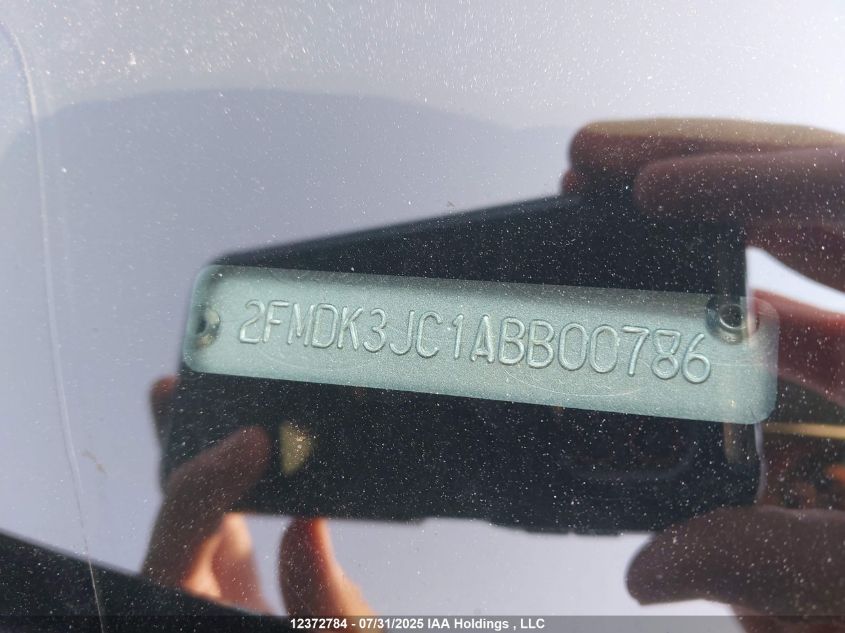 2FMDK3JC1ABB00786
12372784 - 07/31/2025 IAA Holdings , LLC